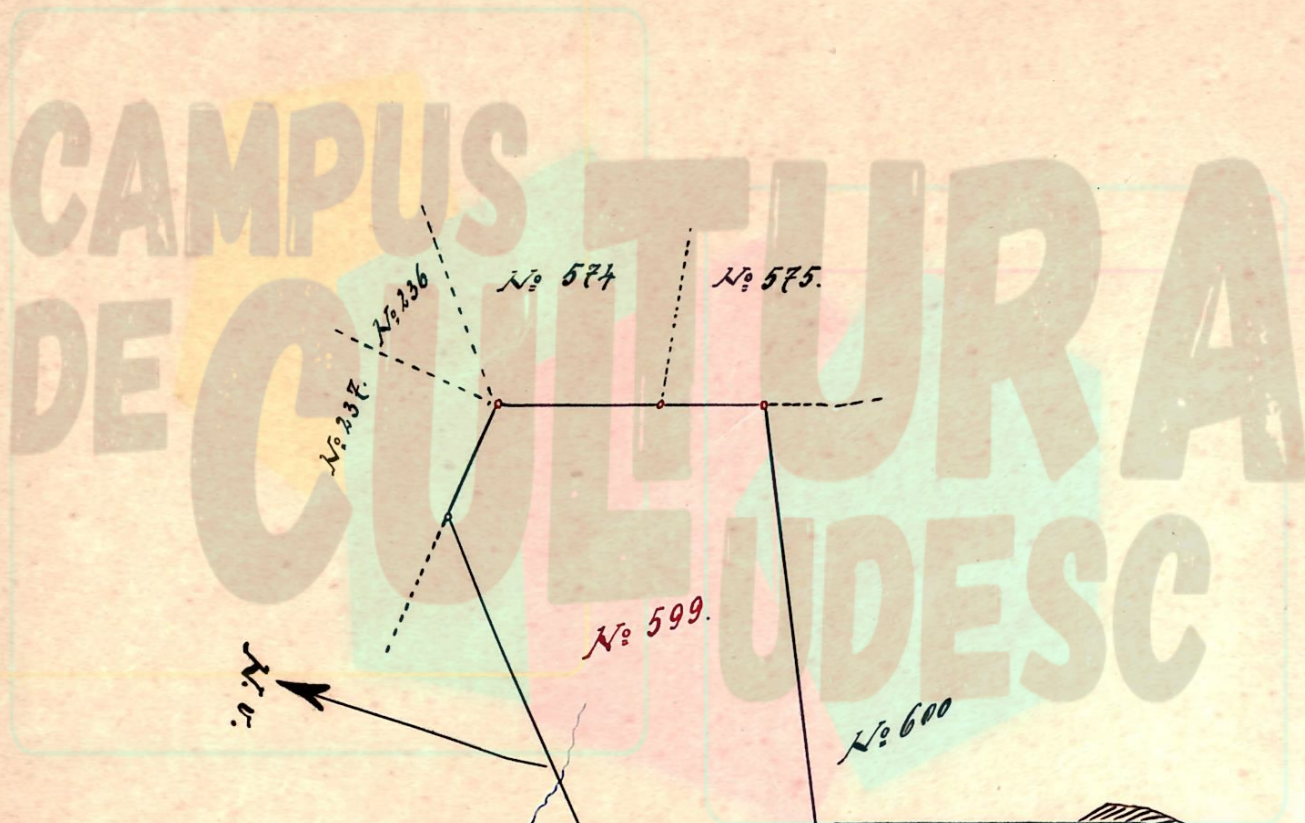 CAMPUS
DE CULTURA
UDESC
Nº 236
Nº 574
Nº 575.
Nº 237.
Nº 599.
N. v.
Nº 600